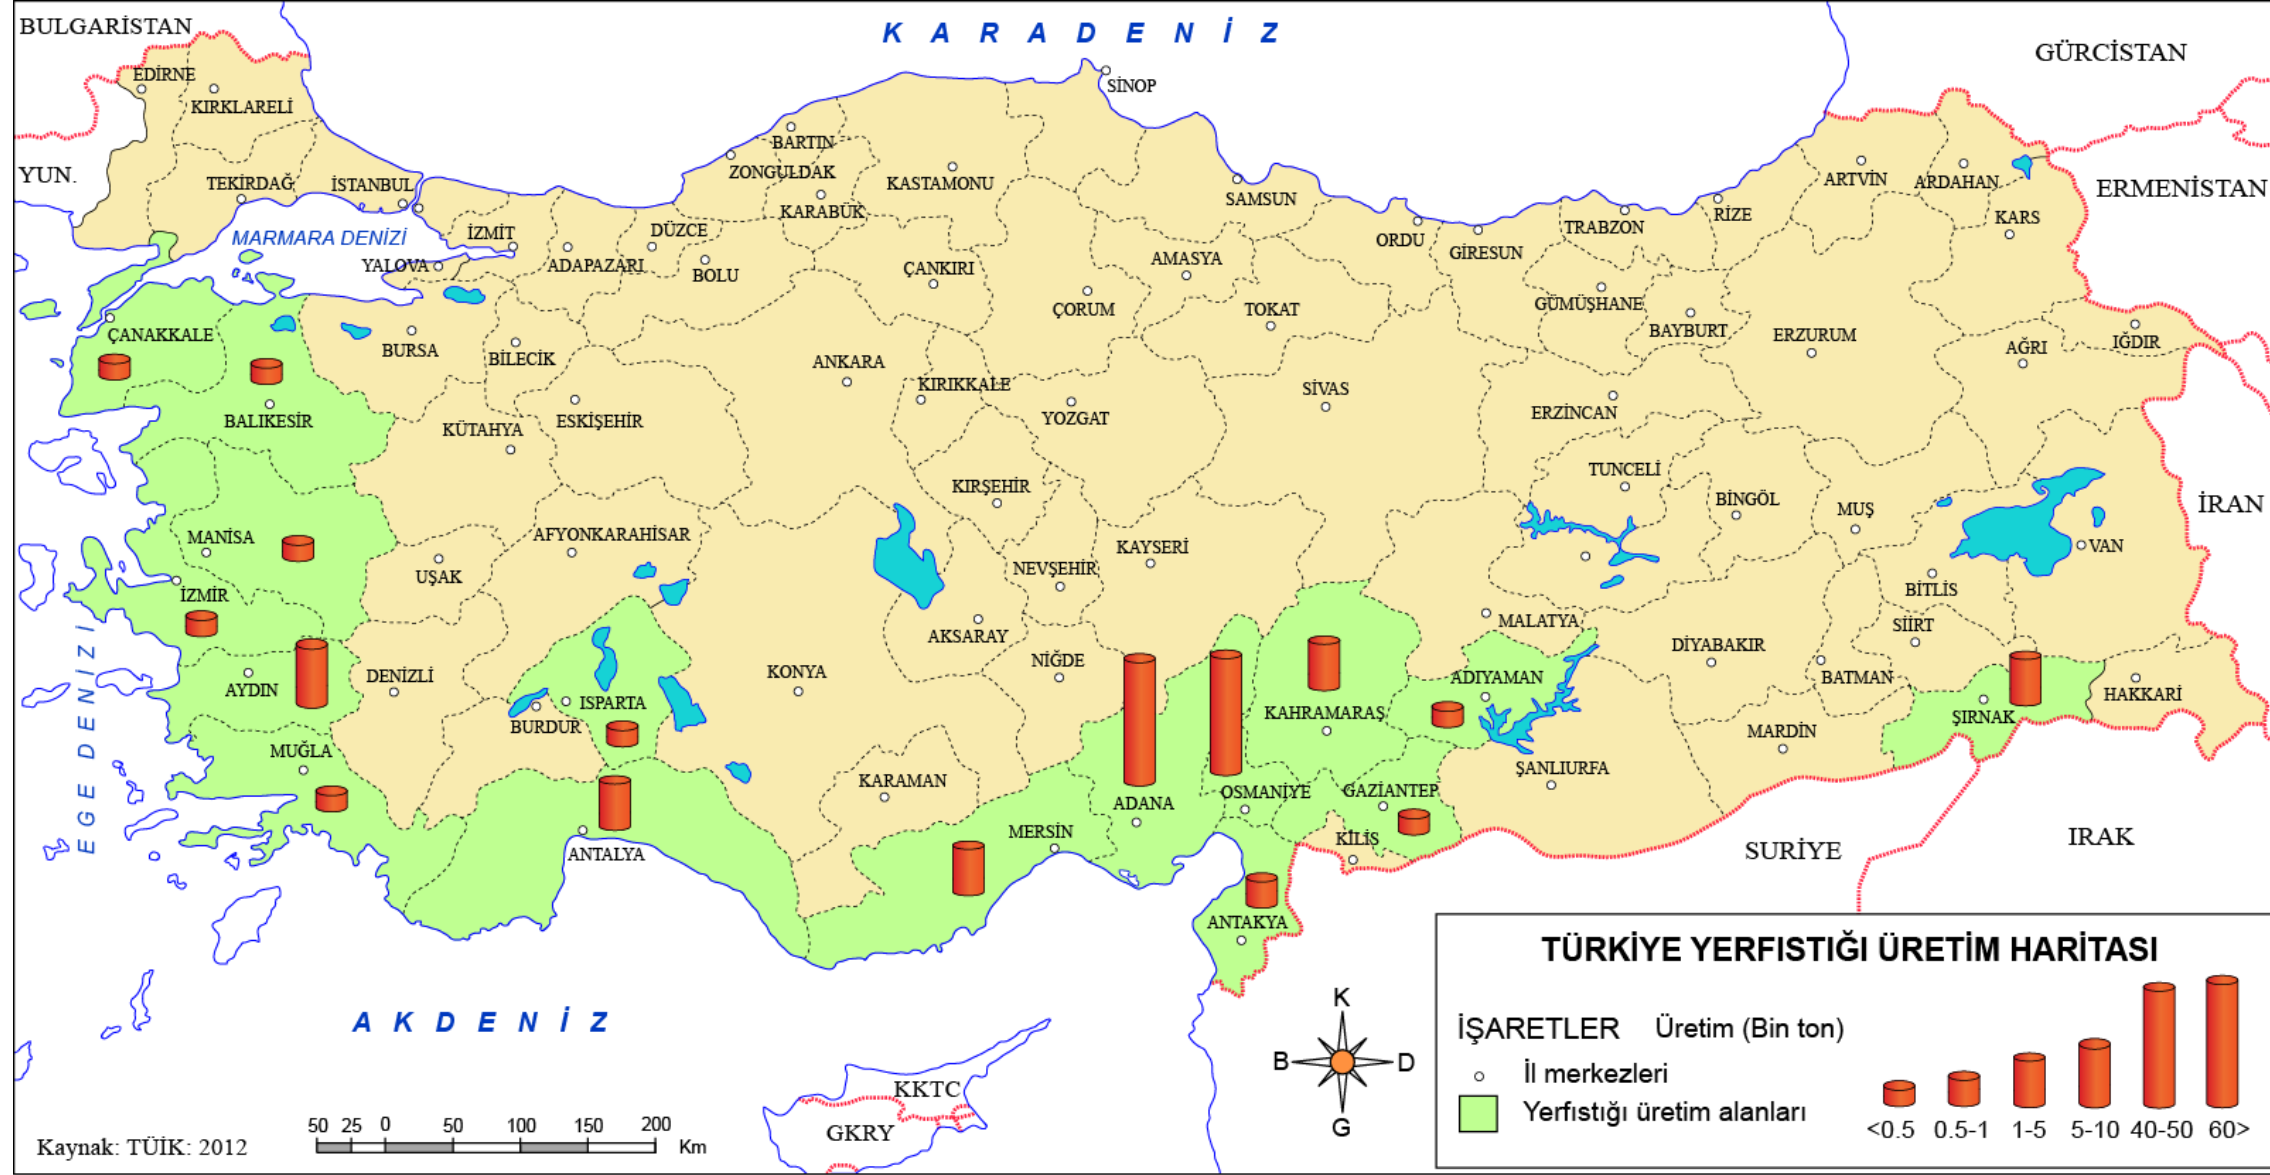 BULGARİSTAN
K A R A D E N İ Z
GÜRCİSTAN
EDİRNE
KIRKLARELİ
SİNOP
BARTIN
ZONGULDAK
KASTAMONU
KARABÜK
YUN.
TEKİRDAĞ
İSTANBUL
SAMSUN
ARTVİN
ARDAHAN
ERMENİSTAN
KARS
RİZE
TRABZON
ORDU
GİRESUN
MARMARA DENİZİ
İZMİT
DÜZCE
YALOVA
ADAPAZARI
BOLU
ÇANKIRI
AMASYA
ÇORUM
TOKAT
GÜMÜŞHANE
BAYBURT
ERZURUM
AĞRI
IĞDIR
ÇANAKKALE
BURSA
BİLECİK
ANKARA
KIRIKKALE
YOZGAT
SİVAS
ERZİNCAN
BALIKESİR
KÜTAHYA
ESKİŞEHİR
TUNCELİ
BİNGÖL
MUŞ
KIRŞEHİR
İRAN
MANİSA
AFYONKARAHİSAR
UŞAK
NEVŞEHİR
KAYSERİ
VAN
BİTLİS
İZMİR
AKSARAY
MALATYA
SİİRT
DİYABAKIR
EGE DENİZİ
AYDIN
DENİZLİ
ISPARTA
BURDUR
KONYA
NİĞDE
KAHRAMARAŞ
ADIYAMAN
BATMAN
ŞIRNAK
HAKKARİ
MUĞLA
MARDİN
ŞANLIURFA
KARAMAN
ADANA
OSMANİYE
GAZİANTEP
MERSİN
KİLİS
ANTALYA
SURİYE
IRAK
ANTAKYA
A K D E N İ Z
KKTC
GKRY
K
B
D
G
TÜRKİYE YERFISTIĞI ÜRETİM HARİTASI
İŞARETLER Üretim (Bin ton)
İl merkezleri
Yerfıstığı üretim alanları
<0.5 0.5-1 1-5 5-10 40-50 60>
50 25 0 50 100 150 200
Km
Kaynak: TÜİK: 2012